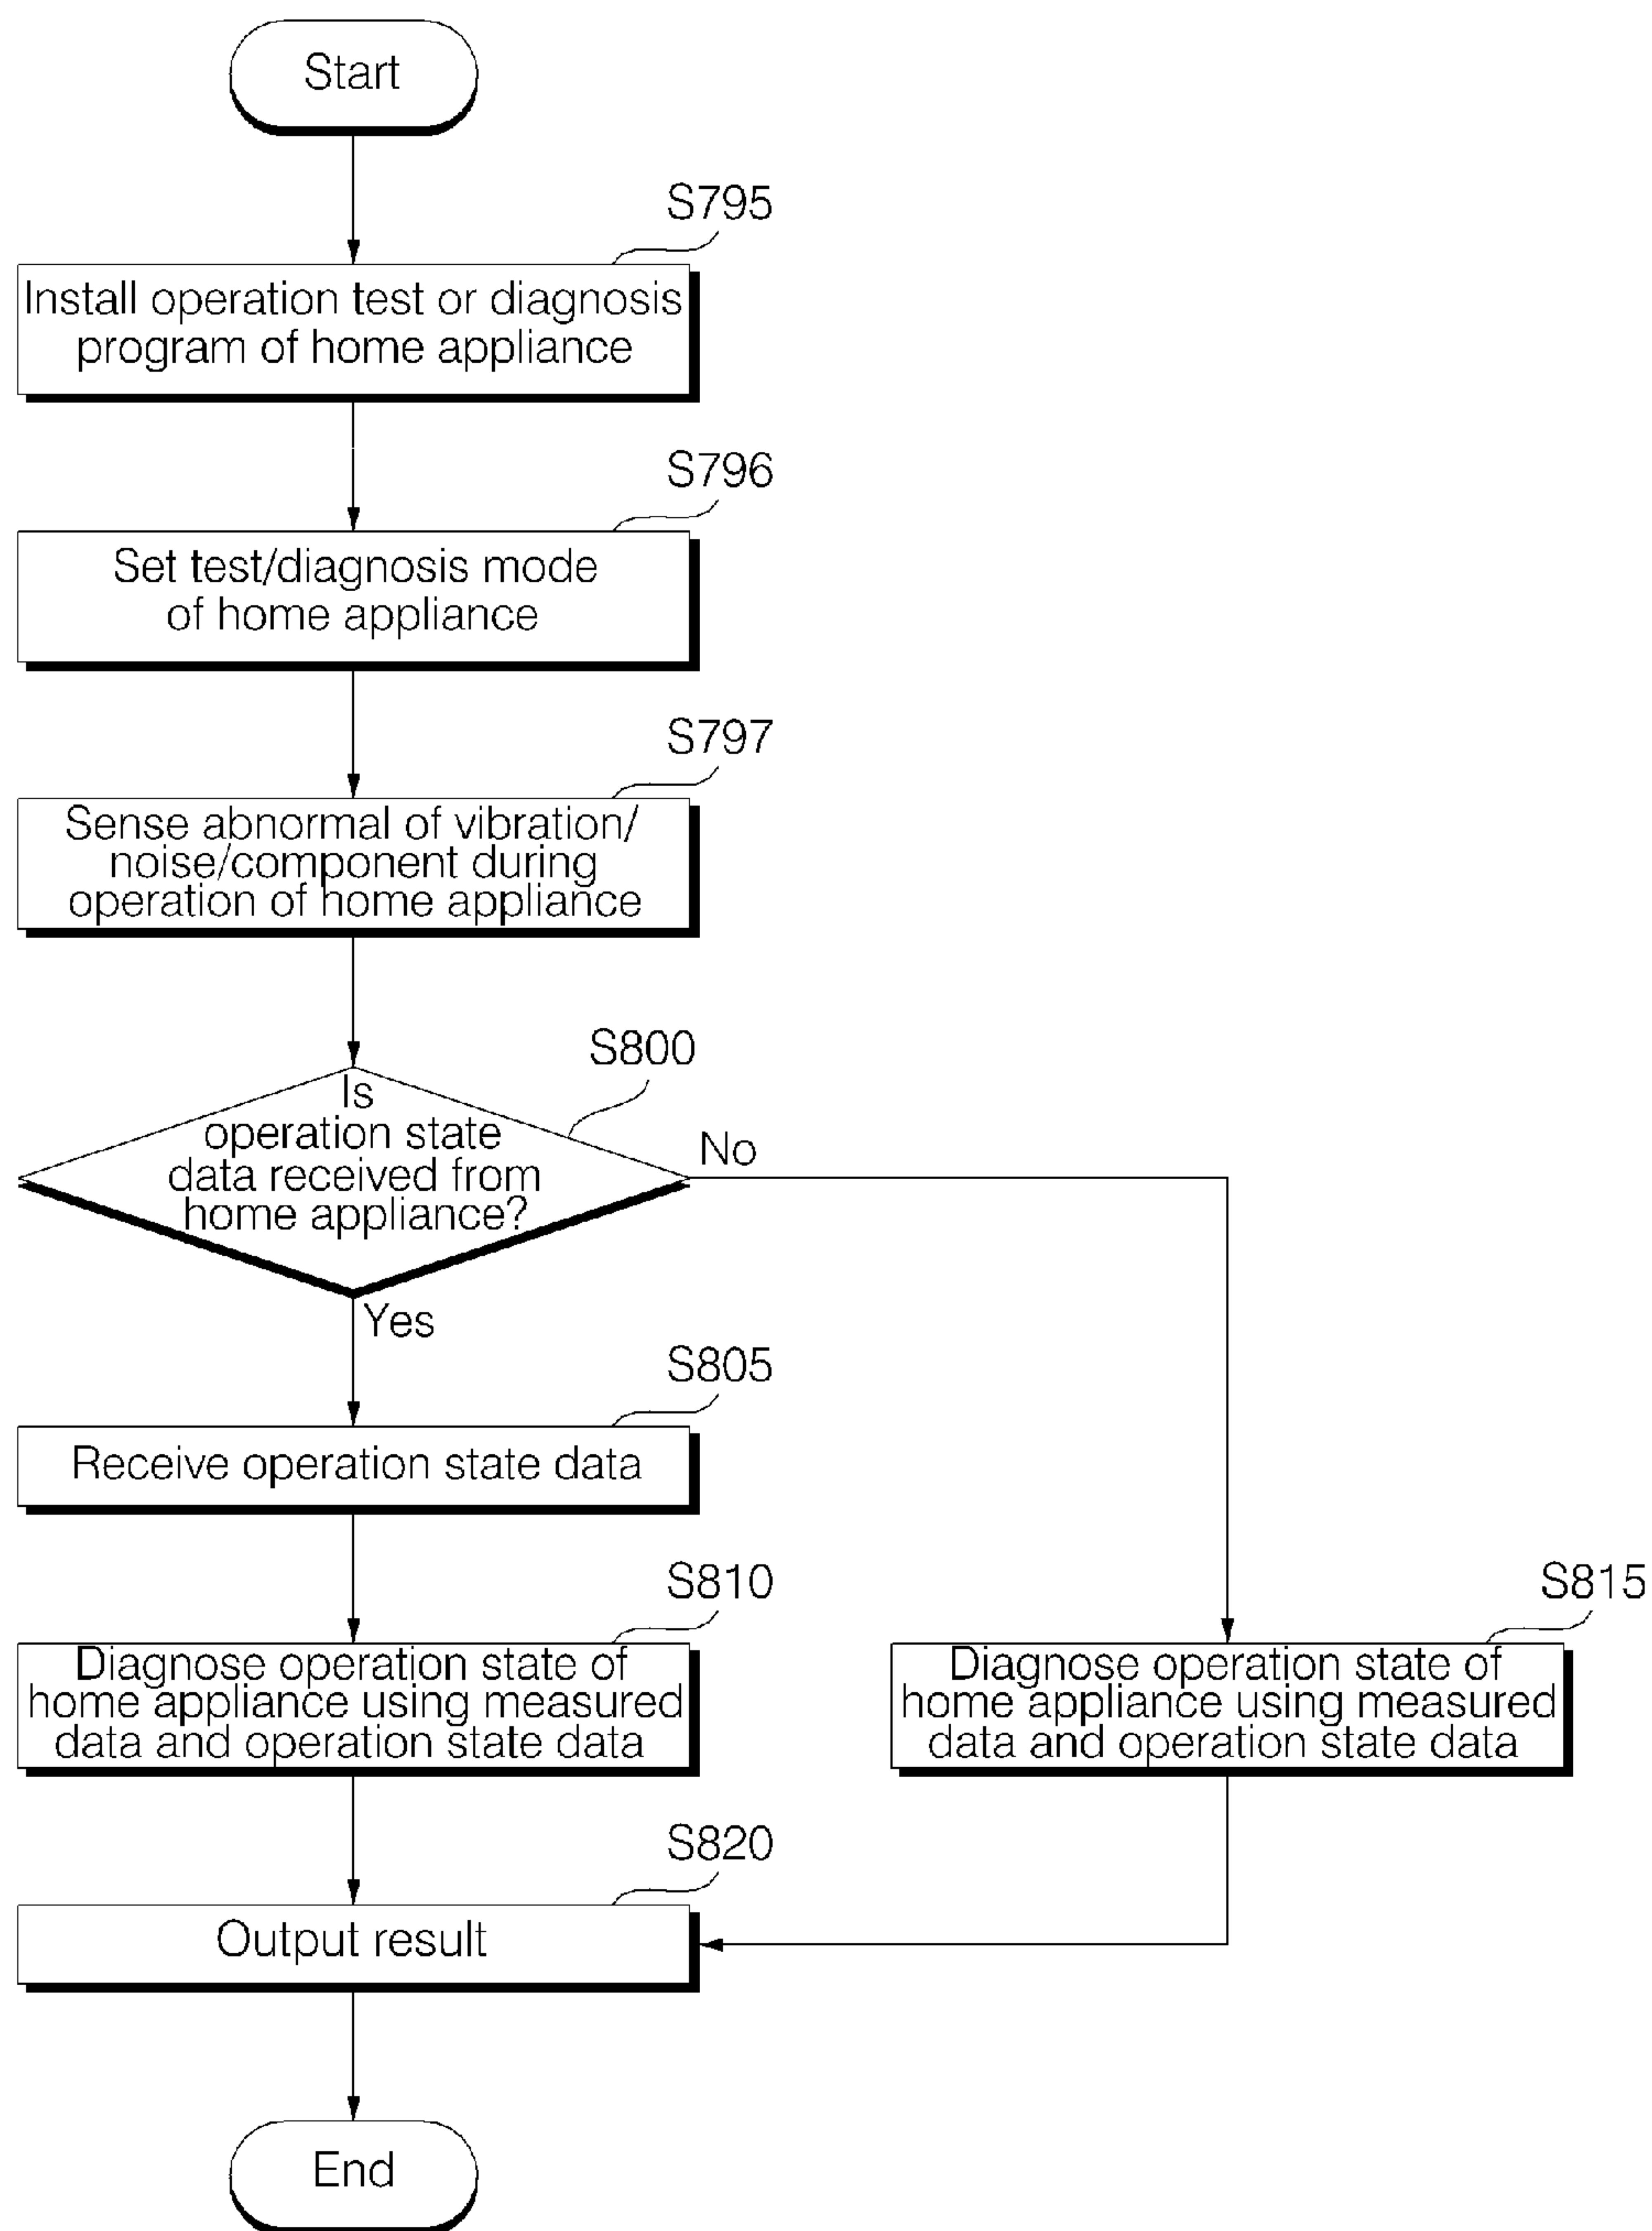 Start
S795
Install operation test or diagnosis
program of home appliance
S796
Set test/diagnosis mode
of home appliance
S797
Sense abnormal of vibration/
noise/component during
operation of home appliance
S800
Is
operation state
data received from
home appliance?
No
Yes
S805
Receive operation state data
S810
Diagnose operation state of
home appliance using measured
data and operation state data
S815
Diagnose operation state of
home appliance using measured
data and operation state data
S820
Output result
End